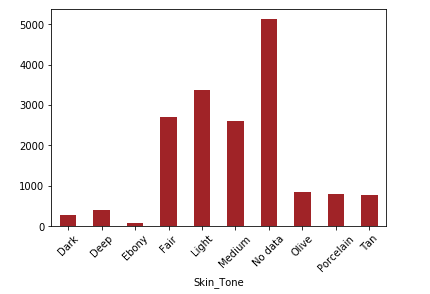 5000
4000
3000
2000
1000
0
Dark
Deep
Ebony
Fair
Light
Medium
No data
Olive
Porcelain
Tan
Skin_Tone